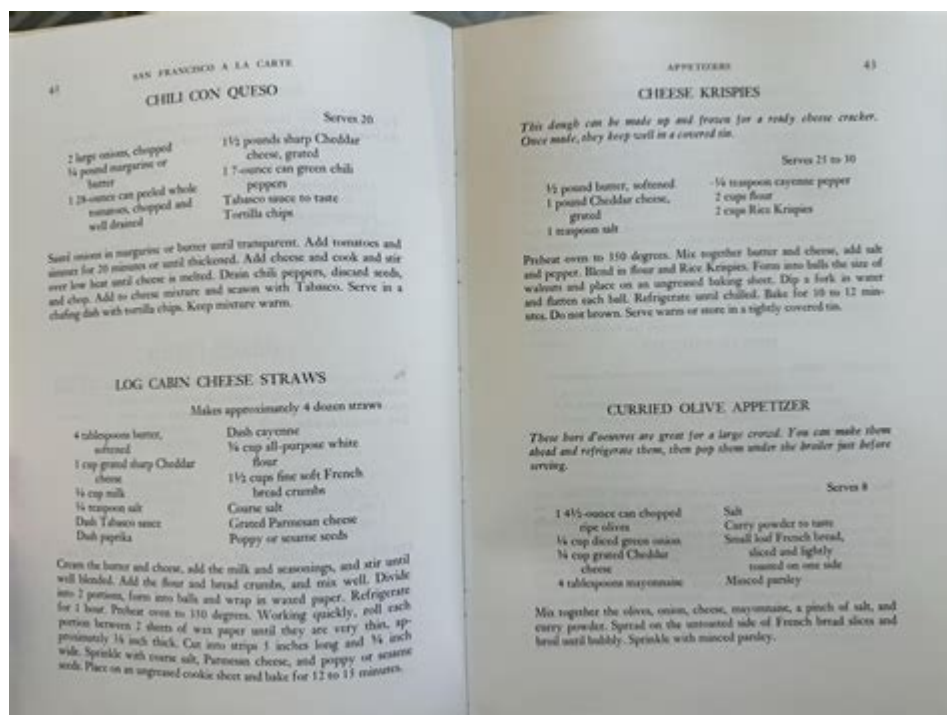 SAN FRANCISCO A LA CARTE
CHILI CON QUESO
Serves 20
2 large onions, chopped
pound margarine or
butter
1 28-ounce can peeled whole
tomatoes, chopped and
well drained
1½ pounds sharp Cheddar
cheese, grated
1 7-ounce can green chili
peppers
Tabasco sauce to taste
Tortilla chips
Sauté onions in margarine or butter until transparent. Add tomatoes and
simmer for 20 minutes or until thickened. Add cheese and cook and stir
over low heat until cheese is melted. Drain chili peppers, discard seeds,
and chop. Add to cheese mixture and season with Tabasco. Serve in a
chafing dish with tortilla chips. Keep mixture warm.
LOG CABIN CHEESE STRAWS
Makes approximately 4 dozen straws
4 tablespoons butter,
softened
1 cup grated sharp Cheddar
cheese
cup milk
teaspoon salt
Dash Tabasco sauce
Dash paprika
Dash cayenne
¾ cup all-purpose white
flour
1½ cups fine soft French
bread crumbs
Coarse salt
Grated Parmesan cheese
Poppy or sesame seeds
Cream the butter and cheese, add the milk and seasonings, and stir until
well blended. Add the flour and bread crumbs, and mix well. Divide
into 2 portions, form into balls and wrap in waxed paper. Refrigerate
for 1 hour. Preheat oven to 350 degrees. Working quickly, roll each
portion between 2 sheets of wax paper until they are very thin, ap-
proximately inch thick. Cut into strips inches long and ¾ inch
wide. Sprinkle with coarse salt, Parmesan cheese, and poppy or sesame
seeds. Place on an ungreased cookie sheet and bake for 12 to 15 minutes.
APPETIZERS 43
CHEESE KRISPIES
This dough can be made up and frozen for a ready cheese cracker.
Once made, they keep well in a covered tin.
Serves 25 to 30
½ pound butter, softened
1 pound Cheddar cheese,
grated
1 teaspoon salt
teaspoon cayenne pepper
2 cups flour
2 cups Rice Krispies
Preheat oven to 350 degrees. Mix together butter and cheese, add salt
and pepper. Blend in flour and Rice Krispies. Form into balls the size of
walnuts and place on an ungreased baking sheet. Dip a fork in water
and flatten each ball. Refrigerate until chilled. Bake for 10 to 12 min-
utes. Do not brown. Serve warm or store in a tightly covered tin.
CURRIED OLIVE APPETIZER
These hors d'oeuvres are great for a large crowd. You can make them
ahead and refrigerate them, then pop them under the broiler just before
serving.
Serves 8
1 4½-ounce can chopped
ripe olives
cup diced green onion
¾ cup grated Cheddar
cheese
4 tablespoons mayonnaise
Salt
Curry powder to taste
Small loaf French bread,
sliced and lightly
toasted on one side
Minced parsley
Mix together the olives, onion, cheese, mayonnaise, a pinch of salt, and
curry powder. Spread on the untoasted side of French bread slices and
broil until bubbly. Sprinkle with minced parsley.